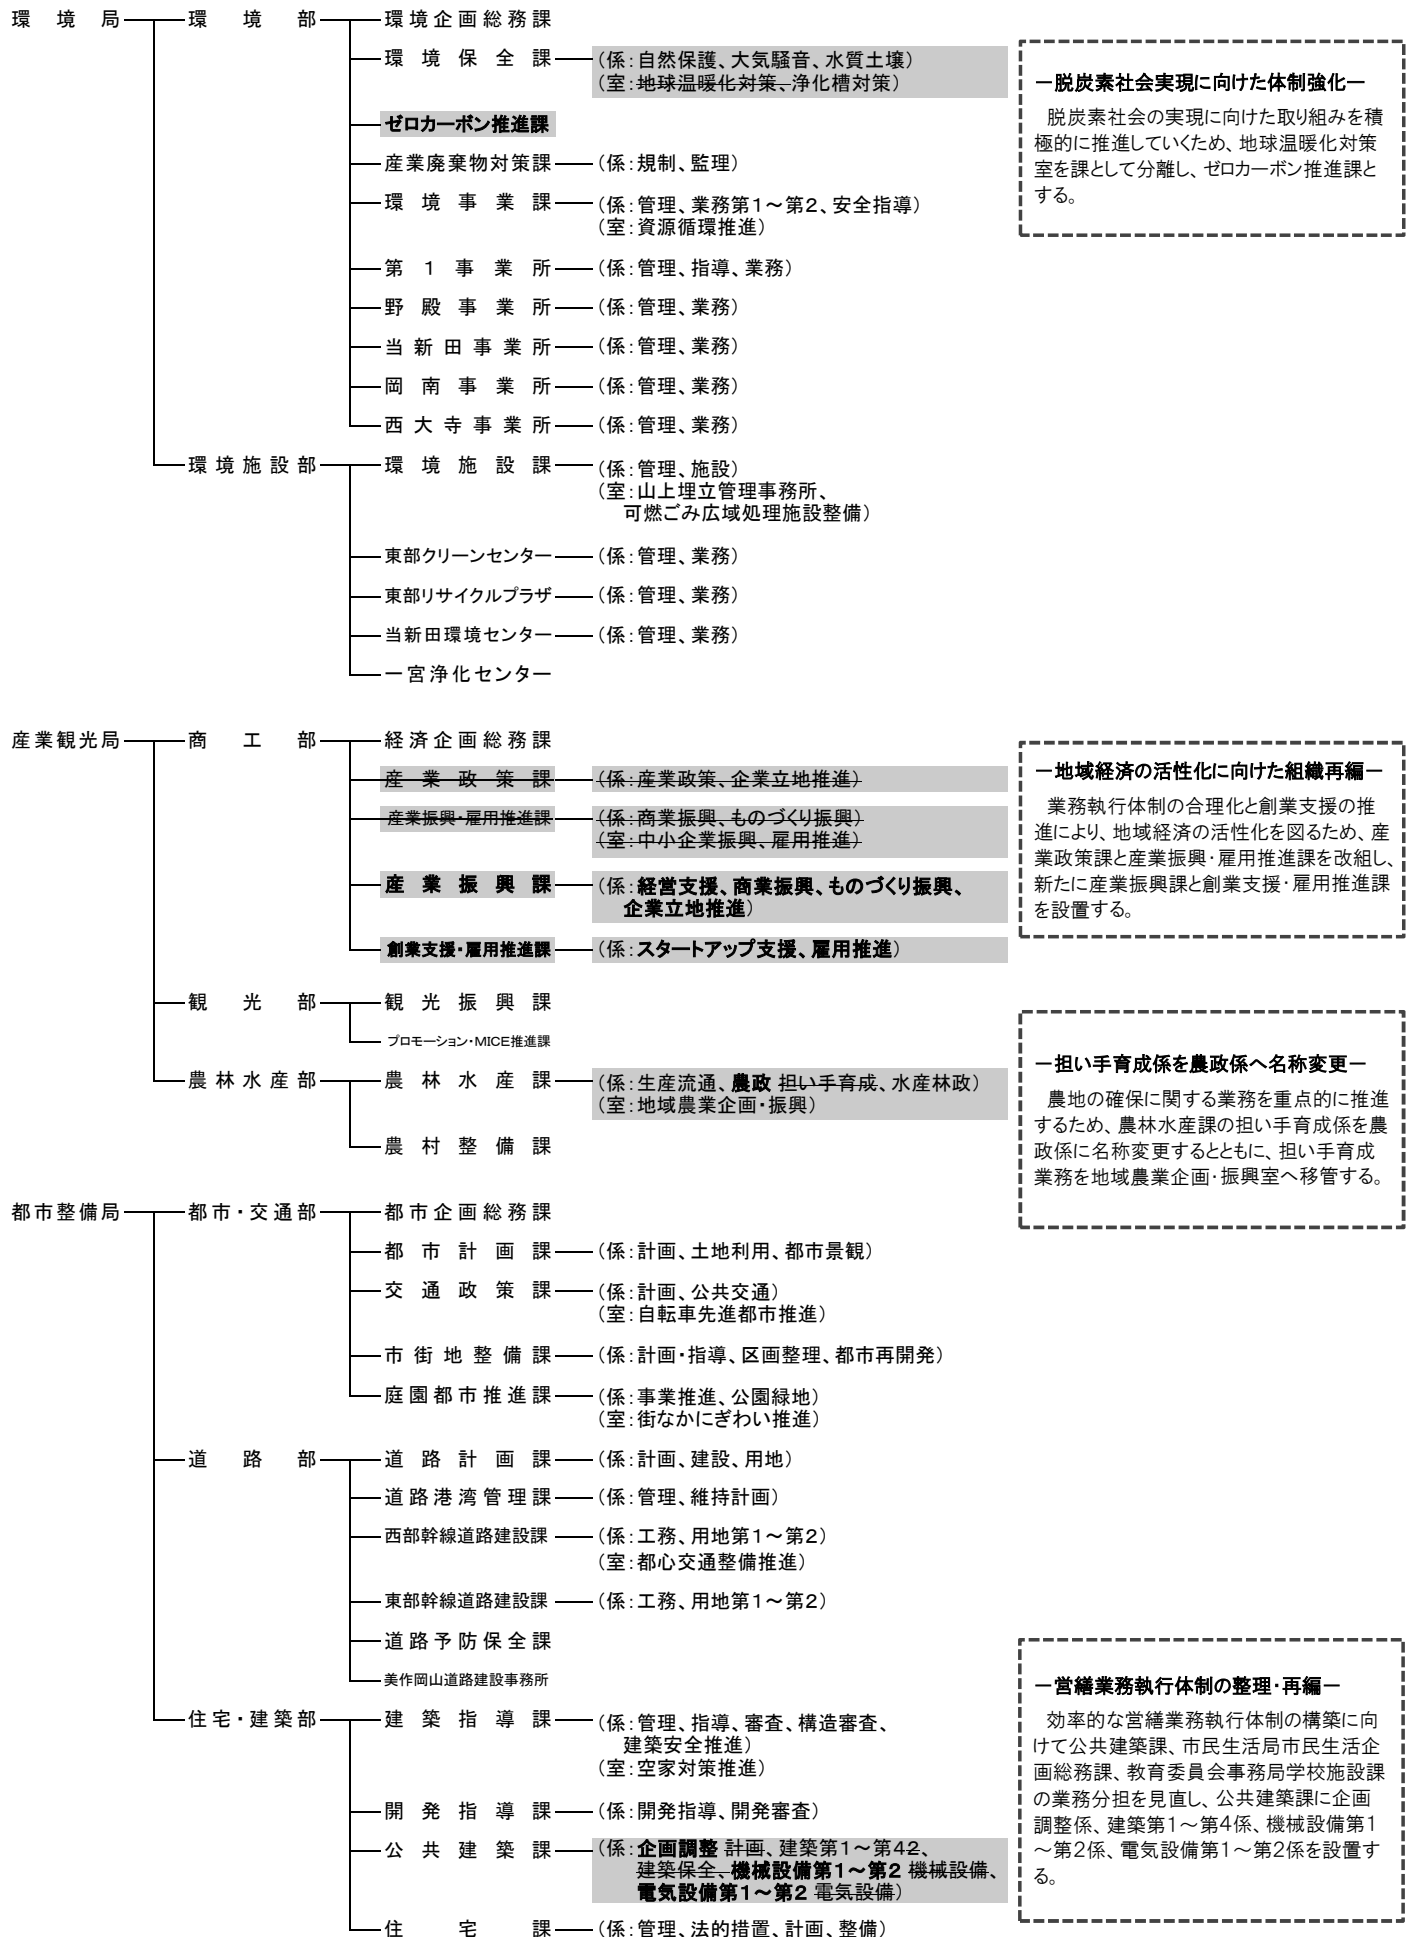 環境局 環境部 環境企画総務課
環境保全課 (係:自然保護、大気騒音、水質土壌)
(室:地球温暖化対策、浄化槽対策)
ゼロカーボン推進課
産業廃棄物対策課 (係:規制、監理)
環境事業課 (係:管理、業務第1~第2、安全指導)
(室:資源循環推進)
第1事業所 (係:管理、指導、業務)
野殿事業所 (係:管理、業務)
当新田事業所 (係:管理、業務)
岡南事業所 (係:管理、業務)
西大寺事業所 (係:管理、業務)
環境施設部 環境施設課 (係:管理、施設)
(室:山上埋立管理事務所、
可燃ごみ広域処理施設整備)
東部クリーンセンター (係:管理、業務)
東部リサイクルプラザ (係:管理、業務)
当新田環境センター (係:管理、業務)
一宮浄化センター
-脱炭素社会実現に向けた体制強化-
脱炭素社会の実現に向けた取り組みを積
極的に推進していくため、地球温暖化対策
室を課として分離し、ゼロカーボン推進課と
する。
産業観光局 商工部 経済企画総務課
産業政策課 (係:産業政策、企業立地推進)
産業振興・雇用推進課 (係:商業振興、ものづくり振興)
(室:中小企業振興、雇用推進)
産業振興課 (係:経営支援、商業振興、ものづくり振興、
企業立地推進)
創業支援・雇用推進課 (係:スタートアップ支援、雇用推進)
観光部 観光振興課
プロモーション・MICE推進課
農林水産部 農林水産課 (係:生産流通、農政 担い手育成、水産林政)
(室:地域農業企画・振興)
農村整備課
-地域経済の活性化に向けた組織再編-
業務執行体制の合理化と創業支援の推
進により、地域経済の活性化を図るため、産
業政策課と産業振興・雇用推進課を改組し、
新たに産業振興課と創業支援・雇用推進課
を設置する。
-担い手育成係を農政係へ名称変更-
農地の確保に関する業務を重点的に推進
するため、農林水産課の担い手育成係を農
政係に名称変更するとともに、担い手育成
業務を地域農業企画・振興室へ移管する。
都市整備局 都市・交通部 都市企画総務課
都市計画課 (係:計画、土地利用、都市景観)
交通政策課 (係:計画、公共交通)
(室:自転車先進都市推進)
市街地整備課 (係:計画・指導、区画整理、都市再開発)
庭園都市推進課 (係:事業推進、公園緑地)
(室:街なかにぎわい推進)
道路部 道路計画課 (係:計画、建設、用地)
道路港湾管理課 (係:管理、維持計画)
西部幹線道路建設課 (係:工務、用地第1~第2)
(室:都心交通整備推進)
東部幹線道路建設課 (係:工務、用地第1~第2)
道路予防保全課
美作岡山道路建設事務所
住宅・建築部 建築指導課 (係:管理、指導、審査、構造審査、
建築安全推進)
(室:空家対策推進)
開発指導課 (係:開発指導、開発審査)
公共建築課 (係:企画調整 計画、建築第1~第42、
建築保全、機械設備第1~第2 機械設備、
電気設備第1~第2 電気設備)
住宅課 (係:管理、法的措置、計画、整備)
-営繕業務執行体制の整理・再編-
効率的な営繕業務執行体制の構築に向
けて公共建築課、市民生活局市民生活企
画総務課、教育委員会事務局学校施設課
の業務分担を見直し、公共建築課に企画
調整係、建築第1~第4係、機械設備第1
~第2係、電気設備第1~第2係を設置す
る。